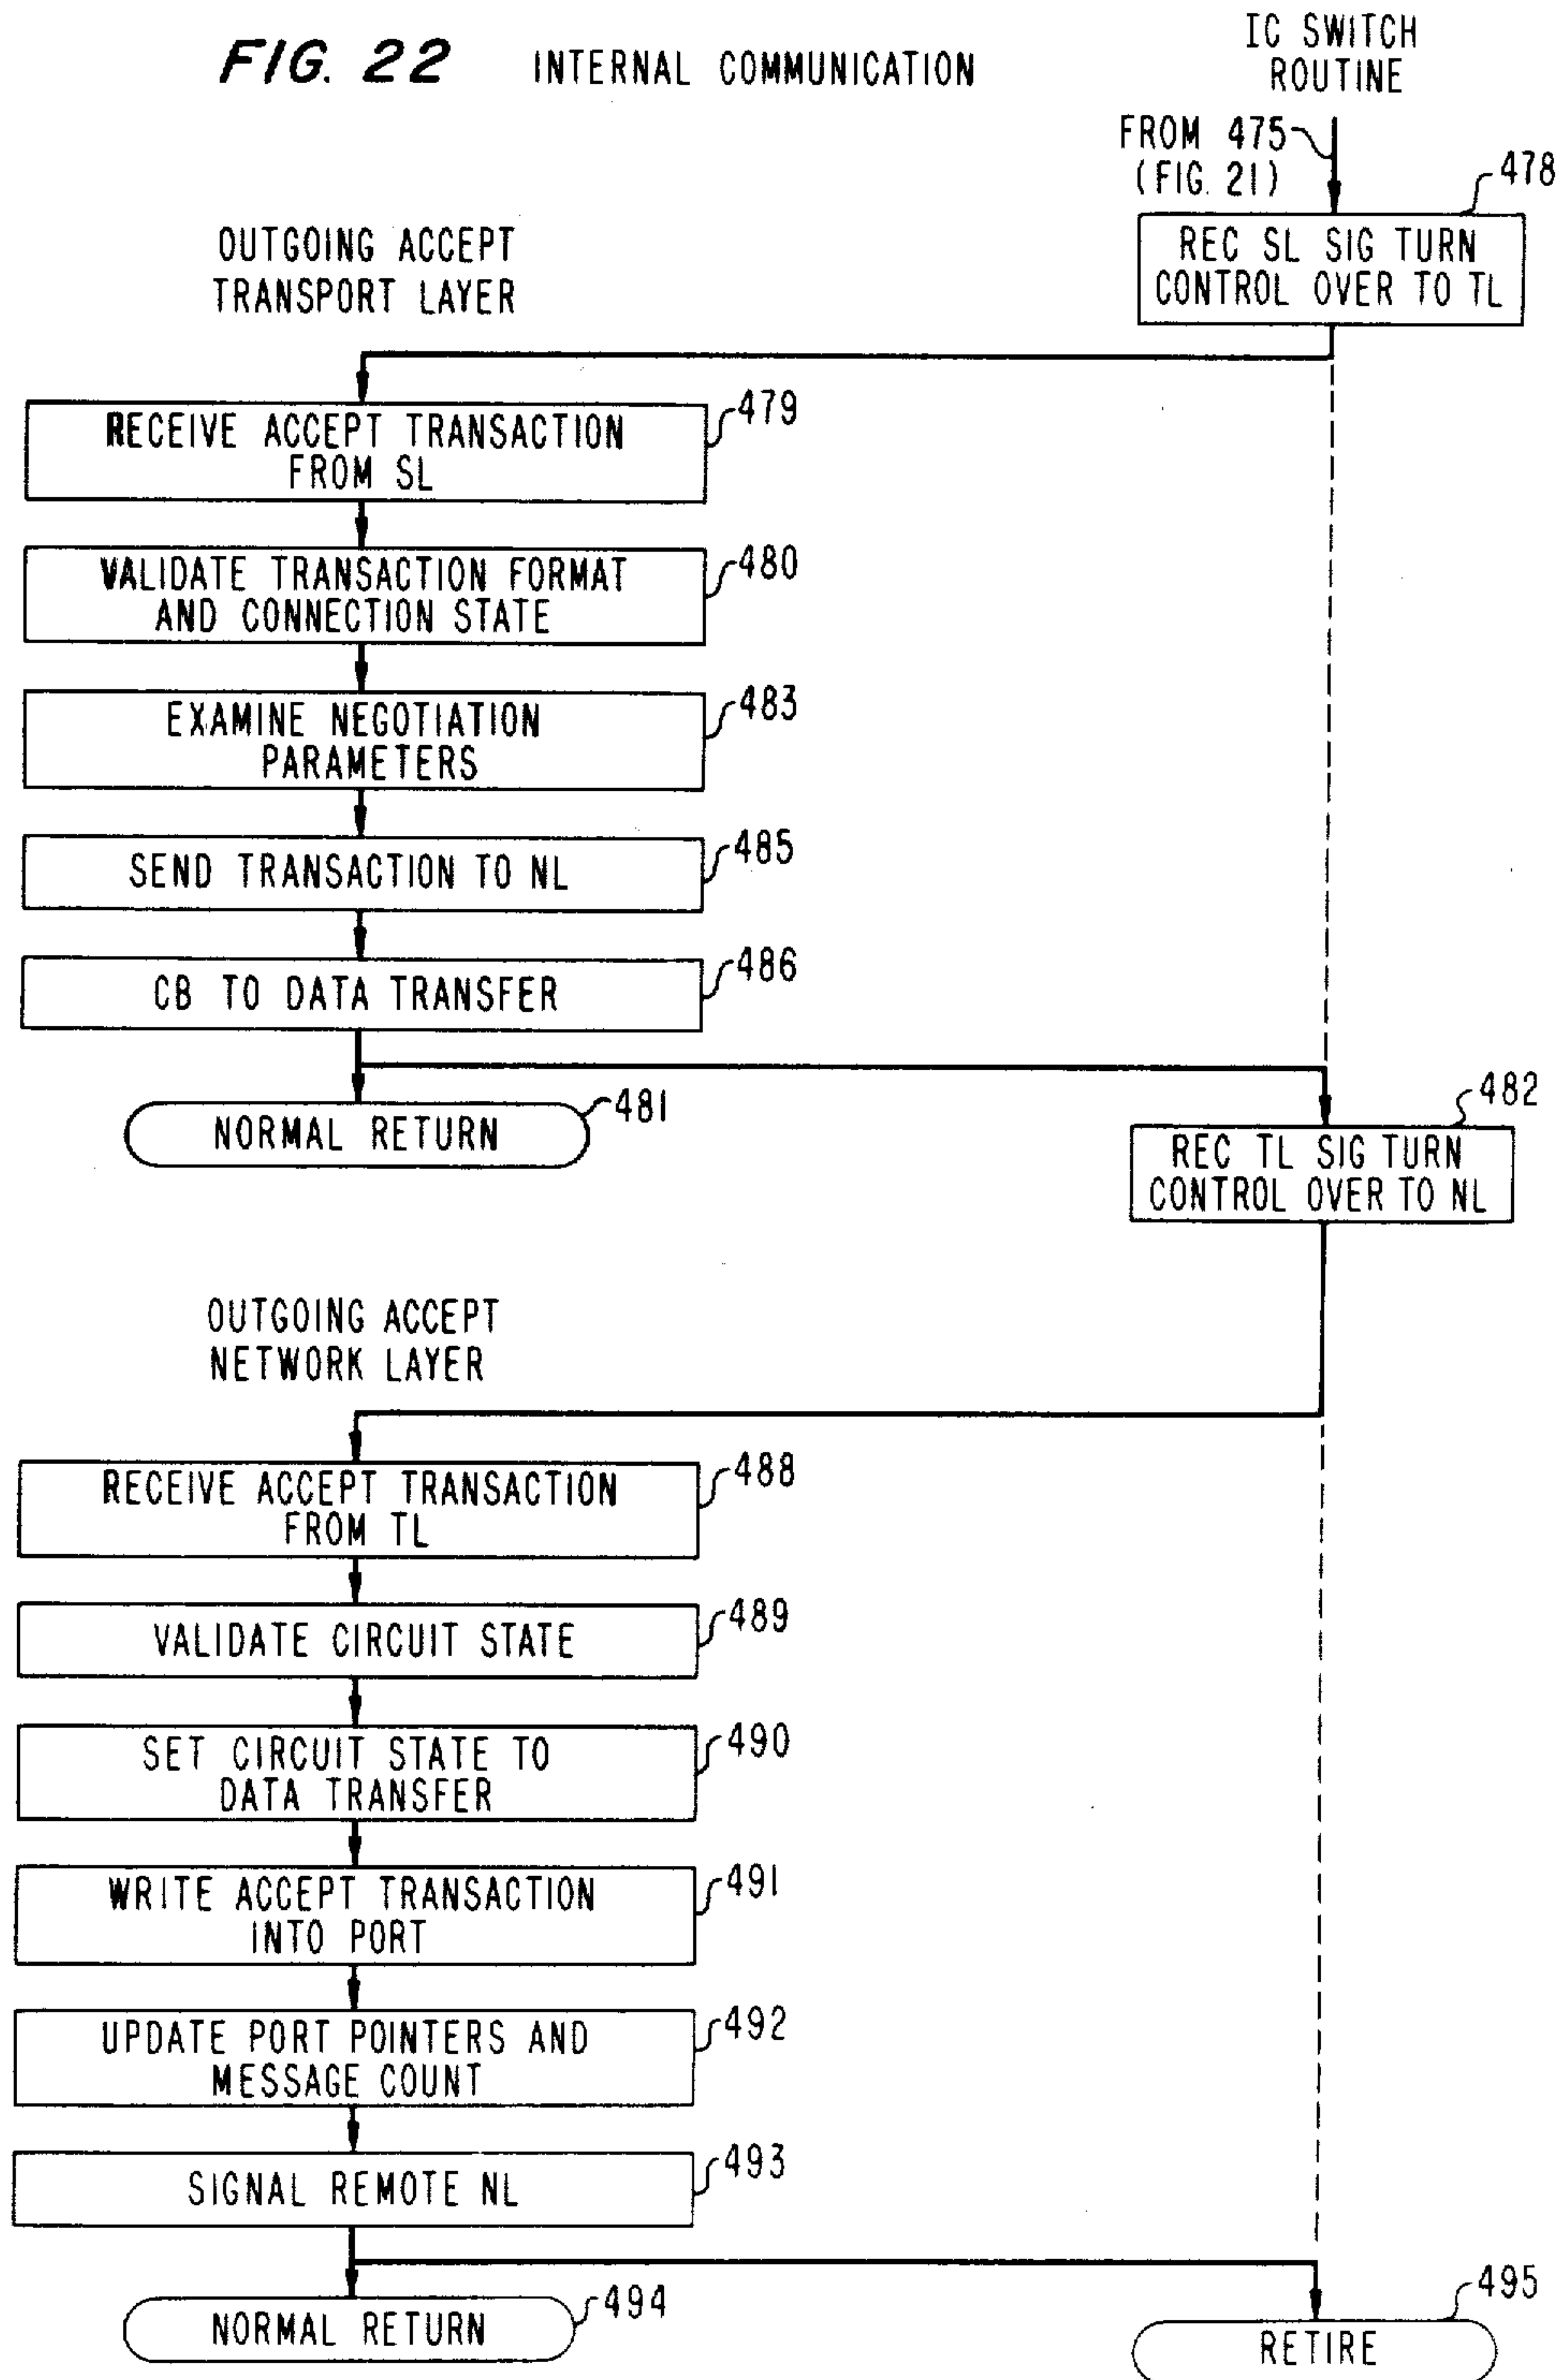 FIG. 22 INTERNAL COMMUNICATION
IC SWITCH
ROUTINE
FROM 475
(FIG. 21)
478
REC SL SIG TURN
CONTROL OVER TO TL
OUTGOING ACCEPT
TRANSPORT LAYER
479
RECEIVE ACCEPT TRANSACTION
FROM SL
480
VALIDATE TRANSACTION FORMAT
AND CONNECTION STATE
483
EXAMINE NEGOTIATION
PARAMETERS
485
SEND TRANSACTION TO NL
486
CB TO DATA TRANSFER
481
NORMAL RETURN
482
REC TL SIG TURN
CONTROL OVER TO NL
OUTGOING ACCEPT
NETWORK LAYER
488
RECEIVE ACCEPT TRANSACTION
FROM TL
489
VALIDATE CIRCUIT STATE
490
SET CIRCUIT STATE TO
DATA TRANSFER
491
WRITE ACCEPT TRANSACTION
INTO PORT
492
UPDATE PORT POINTERS AND
MESSAGE COUNT
493
SIGNAL REMOTE NL
494
NORMAL RETURN
495
RETIRE